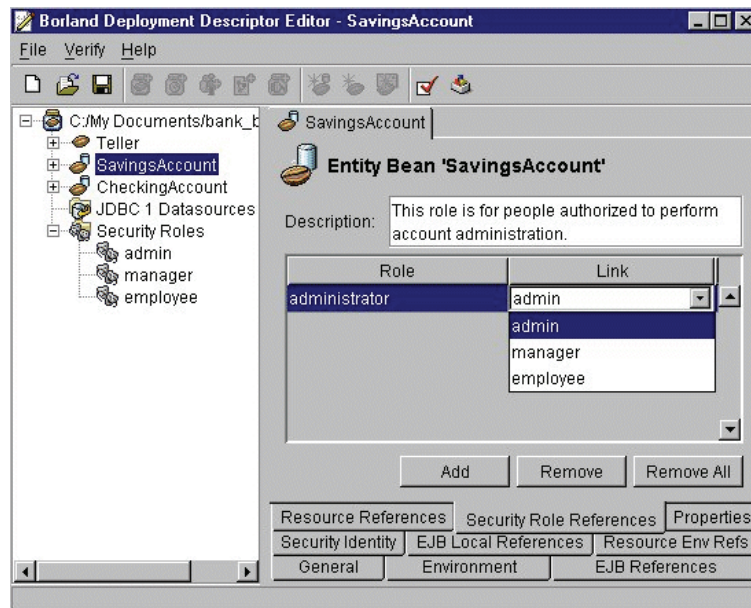 Borland Deployment Descriptor Editor - SavingsAccount
File Verify Help
C:/My Documents/bank_b
Teller
SavingsAccount
CheckingAccount
JDBC 1 Datasources
Security Roles
admin
manager
employee
SavingsAccount
Entity Bean 'SavingsAccount'
Description:
This role is for people authorized to perform
account administration.
Role Link
administrator admin
admin
manager
employee
Add Remove Remove All
Resource References Security Role References Properties
Security Identity EJB Local References Resource Env Refs
General Environment EJB References